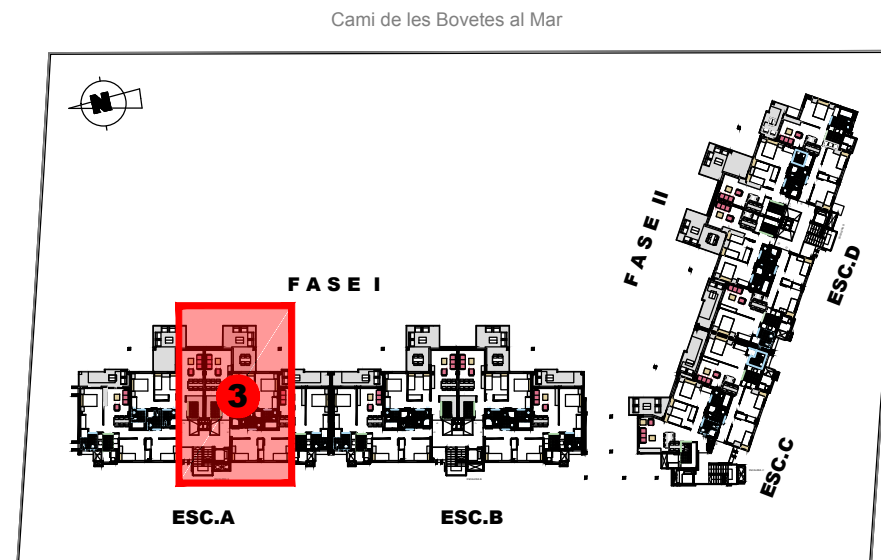 Cami de les Bovetes al Mar
N
FASE I
FASE II
ESC.D
3
ESC.C
ESC.A
ESC.B